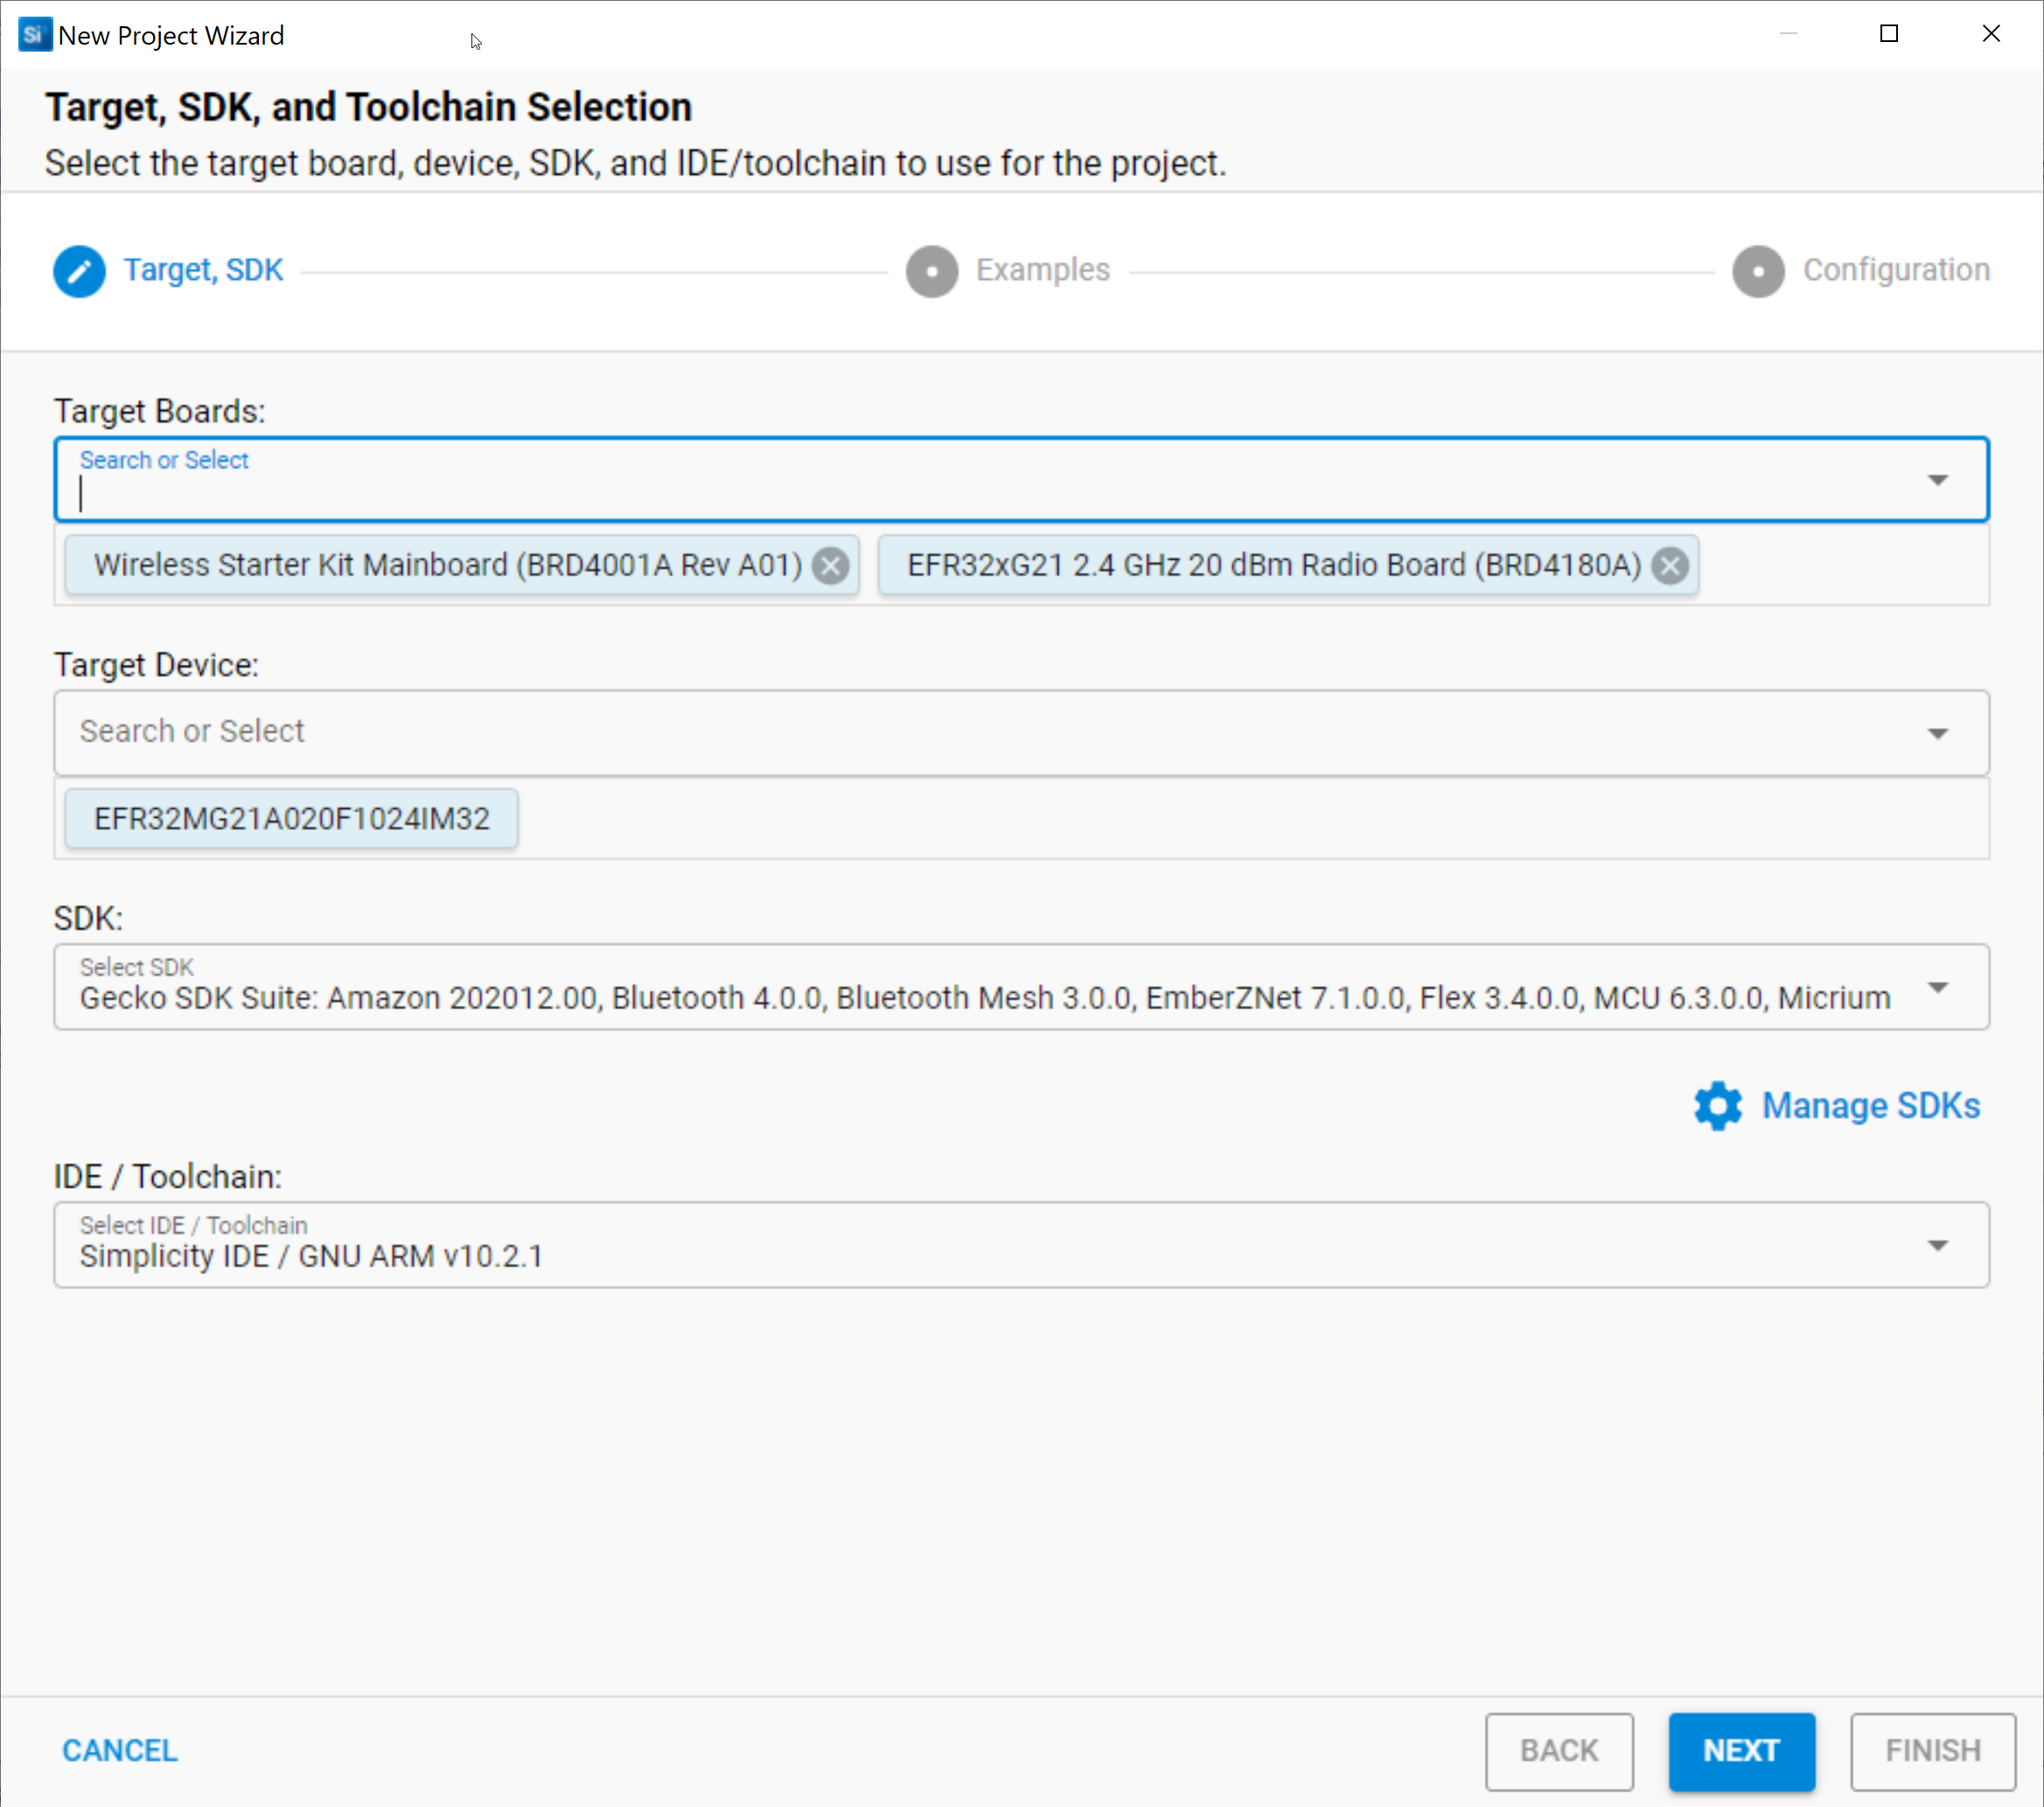 Si
New Project Wizard
Target, SDK, and Toolchain Selection
Select the target board, device, SDK, and IDE/toolchain to use for the project.
Target, SDK
Examples
Configuration
Target Boards:
Search or Select
Wireless Starter Kit Mainboard (BRD4001A Rev A01)
EFR32xG21 2.4 GHz 20 dBm Radio Board (BRD4180A)
Target Device:
Search or Select
EFR32MG21A020F1024IM32
SDK:
Select SDK
Gecko SDK Suite: Amazon 202012.00, Bluetooth 4.0.0, Bluetooth Mesh 3.0.0, EmberZNet 7.1.0.0, Flex 3.4.0.0, MCU 6.3.0.0, Micrium
Manage SDKs
IDE / Toolchain:
Select IDE / Toolchain
Simplicity IDE / GNU ARM v10.2.1
CANCEL
BACK
NEXT
FINISH